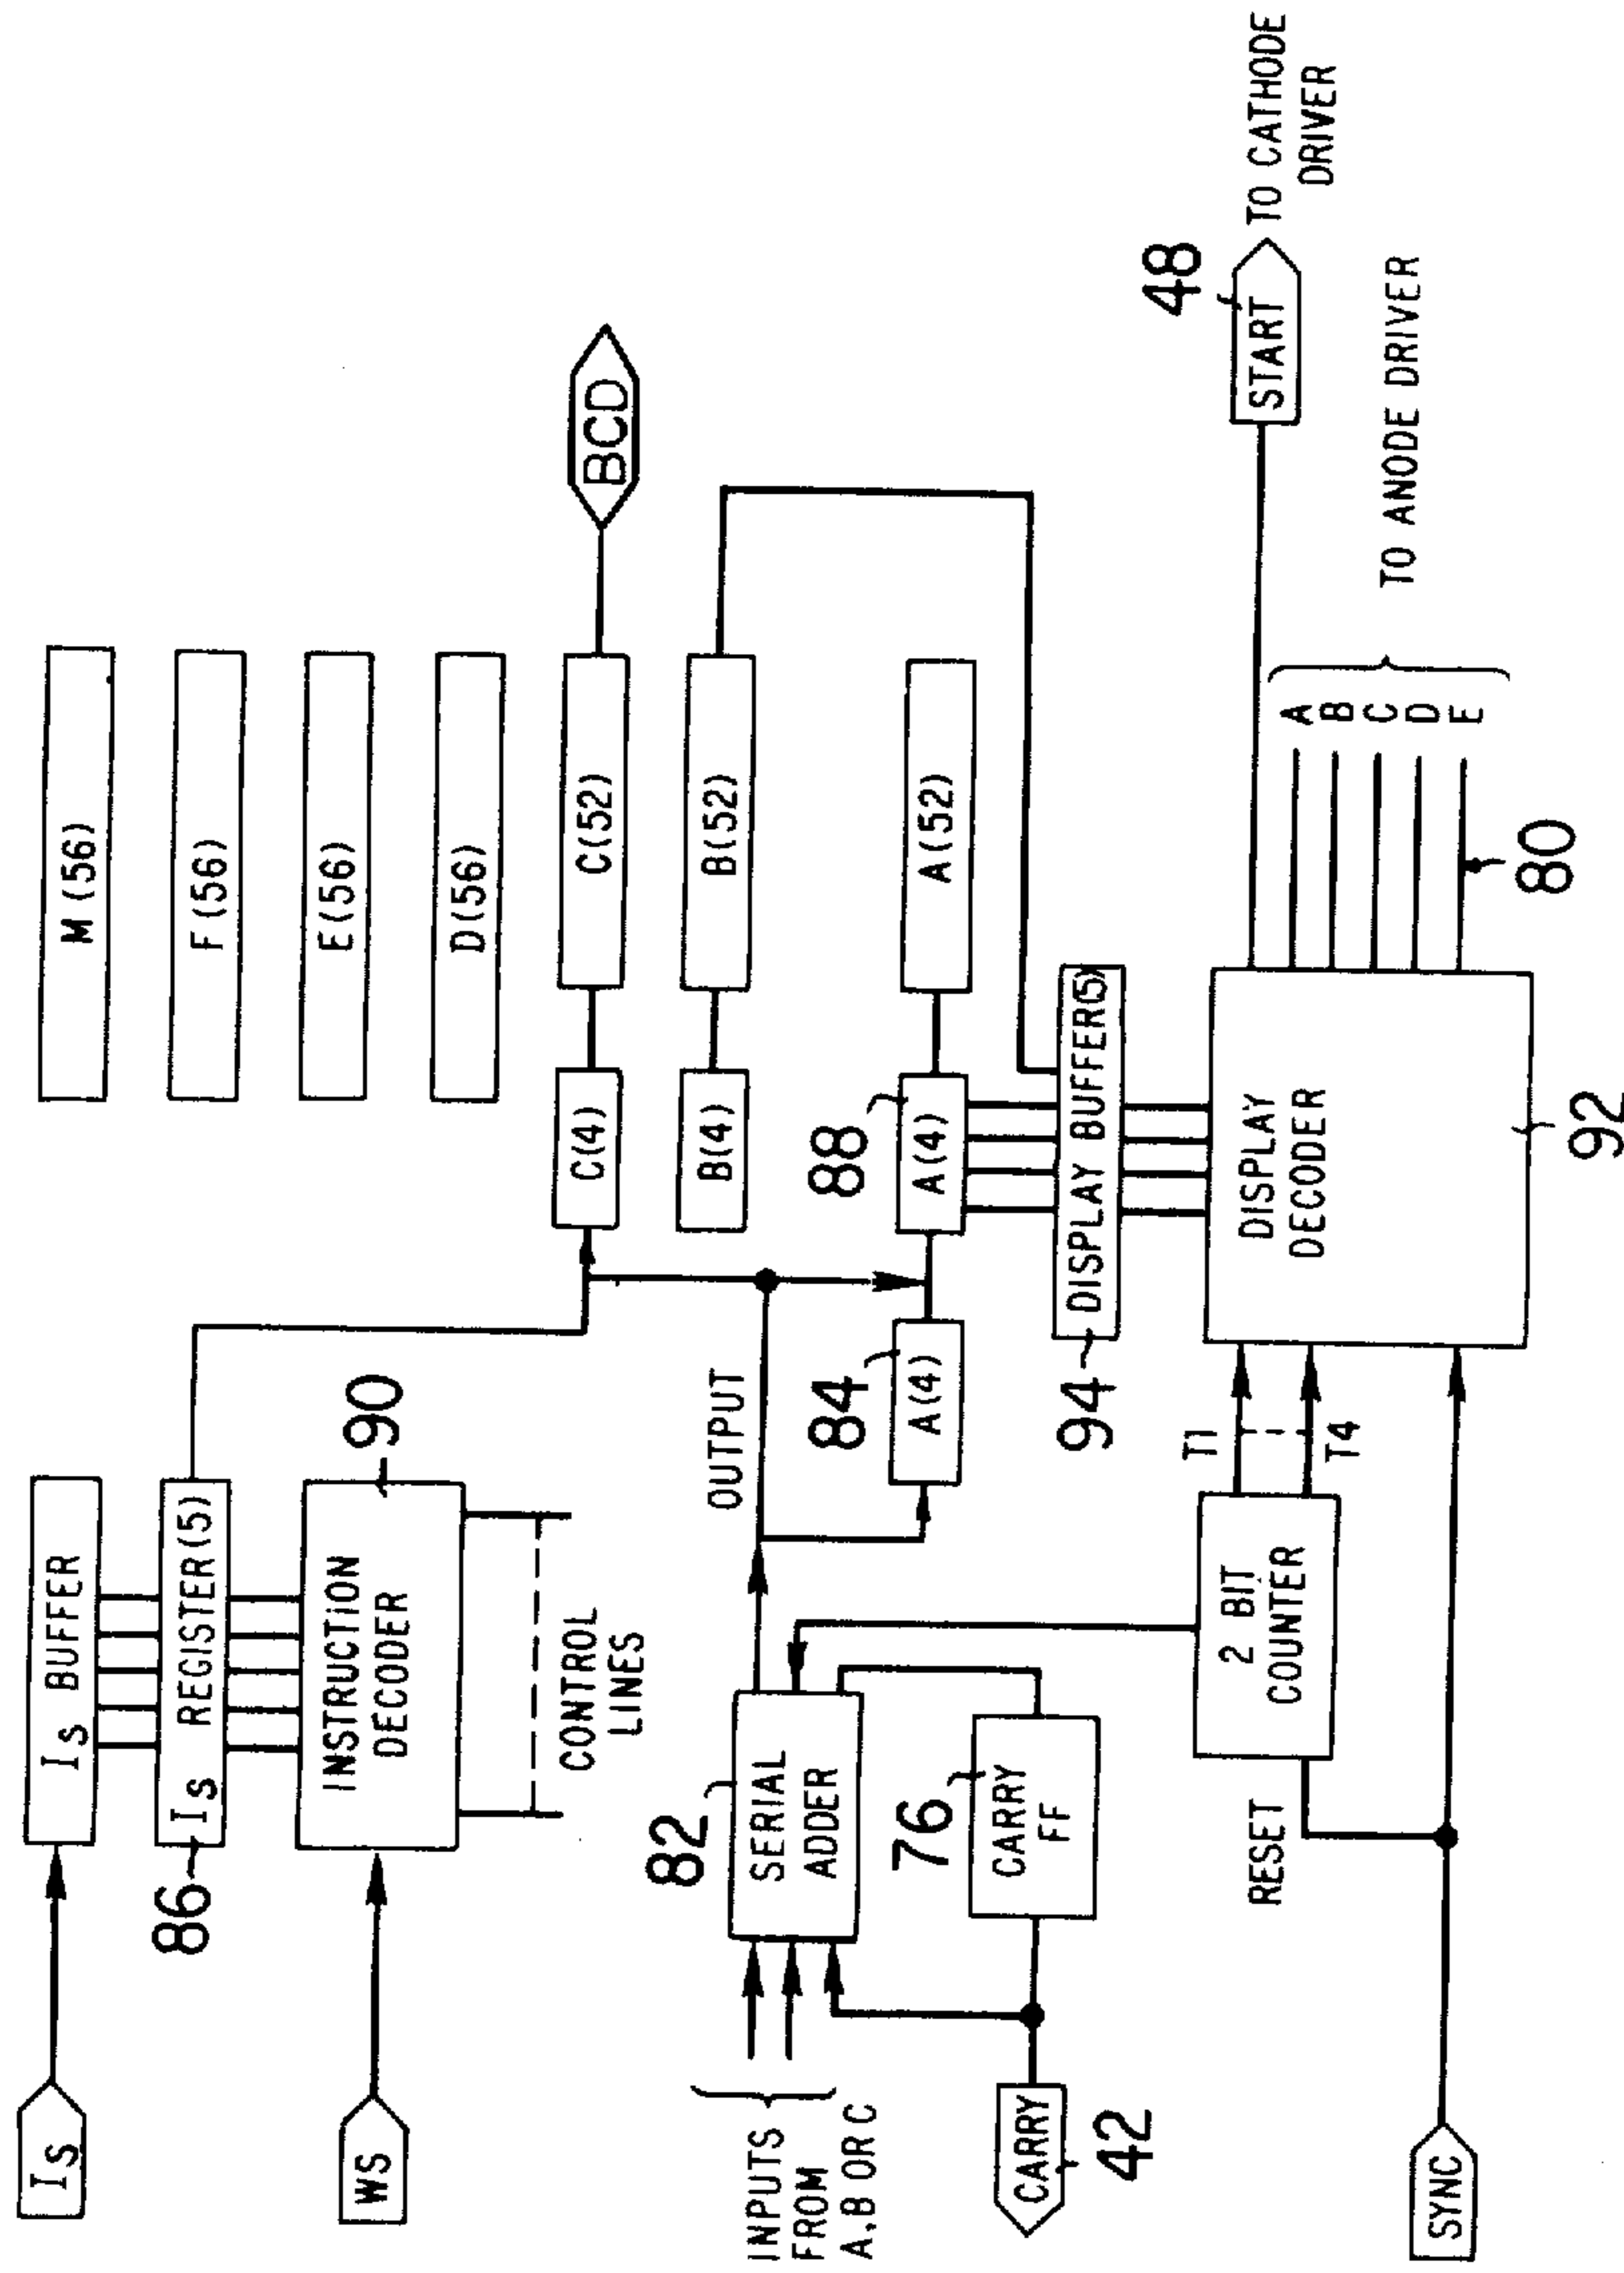 I S
I S BUFFER
M (56)
86
I S REGISTER(5)
F(56)
WS
INSTRUCTION
DECODER
90
E(56)
CONTROL
LINES
D(56)
C(4)
C(52)
BCD
82
OUTPUT
B(4)
B(52)
INPUTS
FROM
A,B OR C
SERIAL
ADDER
84
A(4)
88
A(4)
A(52)
76
CARRY
FF
CARRY
42
94
DISPLAY BUFFER(5)
48
START
TO CATHODE
DRIVER
RESET
2 BIT
COUNTER
T1
T4
DISPLAY
DECODER
A
B
C
D
E
TO ANODE DRIVER
SYNC
80
92